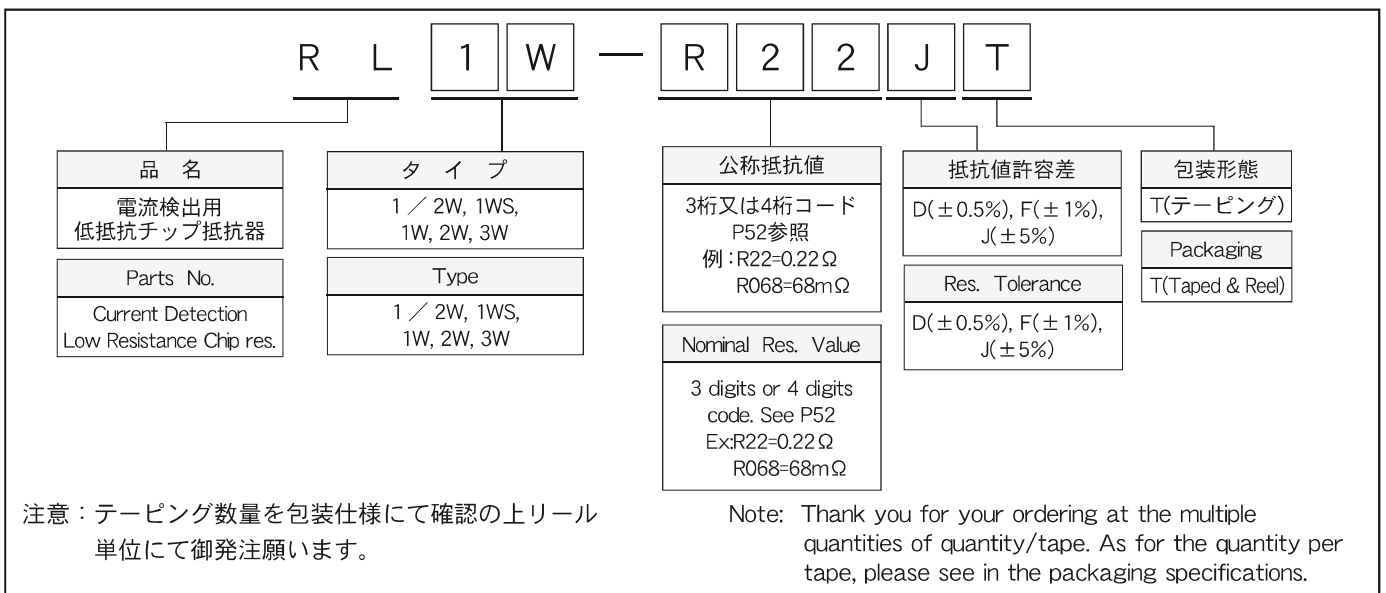 R L 1 W — R 2 2 J T
品 名
電流検出用
低抵抗チップ抵抗器
Parts No.
Current Detection
Low Resistance Chip res.
タ イ プ
1 ／ 2W, 1WS,
1W, 2W, 3W
Type
1 ／ 2W, 1WS,
1W, 2W, 3W
公称抵抗値
3桁又は4桁コード
P52参照
例：R22=0.22Ω
R068=68mΩ
Nominal Res. Value
3 digits or 4 digits
code. See P52
Ex:R22=0.22Ω
R068=68mΩ
抵抗値許容差
D(±0.5%), F(±1%),
J(±5%)
Res. Tolerance
D(±0.5%), F(±1%),
J(±5%)
包装形態
T(テーピング)
Packaging
T(Taped & Reel)
注意：テーピング数量を包装仕様にて確認の上リール
単位にて御発注願います。
Note: Thank you for your ordering at the multiple
quantities of quantity/tape. As for the quantity per
tape, please see in the packaging specifications.